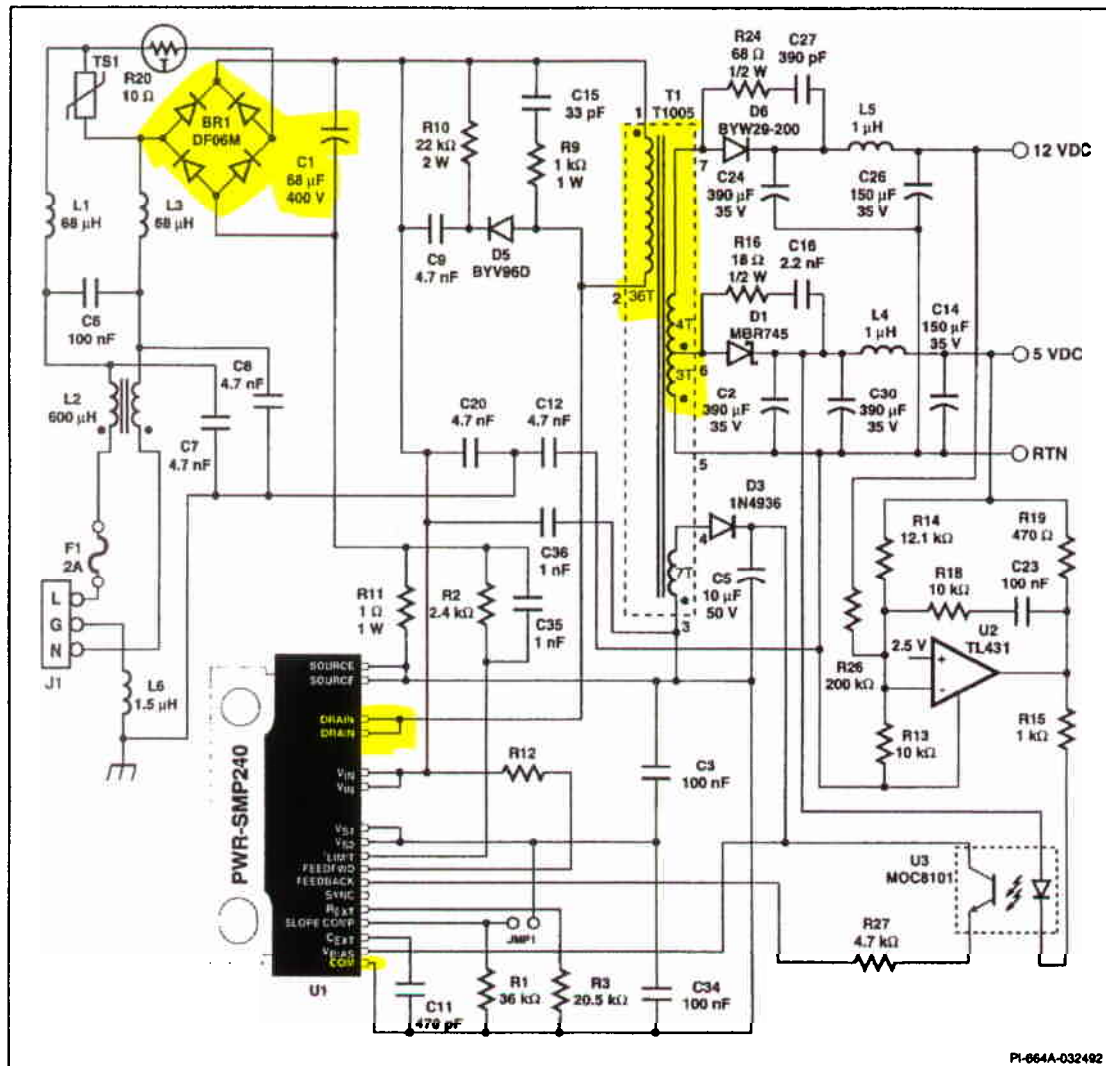 TS1
R20
10 Ω
T
BR1
DF06M
C1
68 µF
400 V
L1
68 µH
L3
68 µH
C6
100 nF
C8
4.7 nF
L2
600 µH
C7
4.7 nF
F1
2A
L
G
N
J1
L6
1.5 µH
R10
22 kΩ
2 W
C15
33 pF
R9
1 kΩ
1 W
C9
4.7 nF
D5
BYV96D
C20
4.7 nF
C12
4.7 nF
C36
1 nF
R11
1 Ω
1 W
R2
2.4 kΩ
C35
1 nF
T1
T1005
1
2
36T
7
4T
6
3T
5
4
7T
3
R24
68 Ω
1/2 W
C27
390 pF
D6
BYW29-200
L5
1 µH
12 VDC
C24
390 µF
35 V
C26
150 µF
35 V
R16
18 Ω
1/2 W
C16
2.2 nF
D1
MBR745
L4
1 µH
C14
150 µF
35 V
5 VDC
C2
390 µF
35 V
C30
390 µF
35 V
RTN
D3
1N4936
C5
10 µF
50 V
R14
12.1 kΩ
R19
470 Ω
R18
10 kΩ
C23
100 nF
U2
TL431
2.5 V
+
-
R26
200 kΩ
R13
10 kΩ
R15
1 kΩ
U3
MOC8101
R27
4.7 kΩ
PWR-SMP240
SOURCE
SOURCE
DRAIN
DRAIN
VIN
VIN
VS1
VS2
ILIMIT
FEEDFWD
FEEDBACK
SYNC
REXT
SLOPE COMP
CEXT
VBIAS
COM
U1
R12
C3
100 nF
JMP1
C11
470 pF
R1
36 kΩ
R3
20.5 kΩ
C34
100 nF
PI-664A-032492